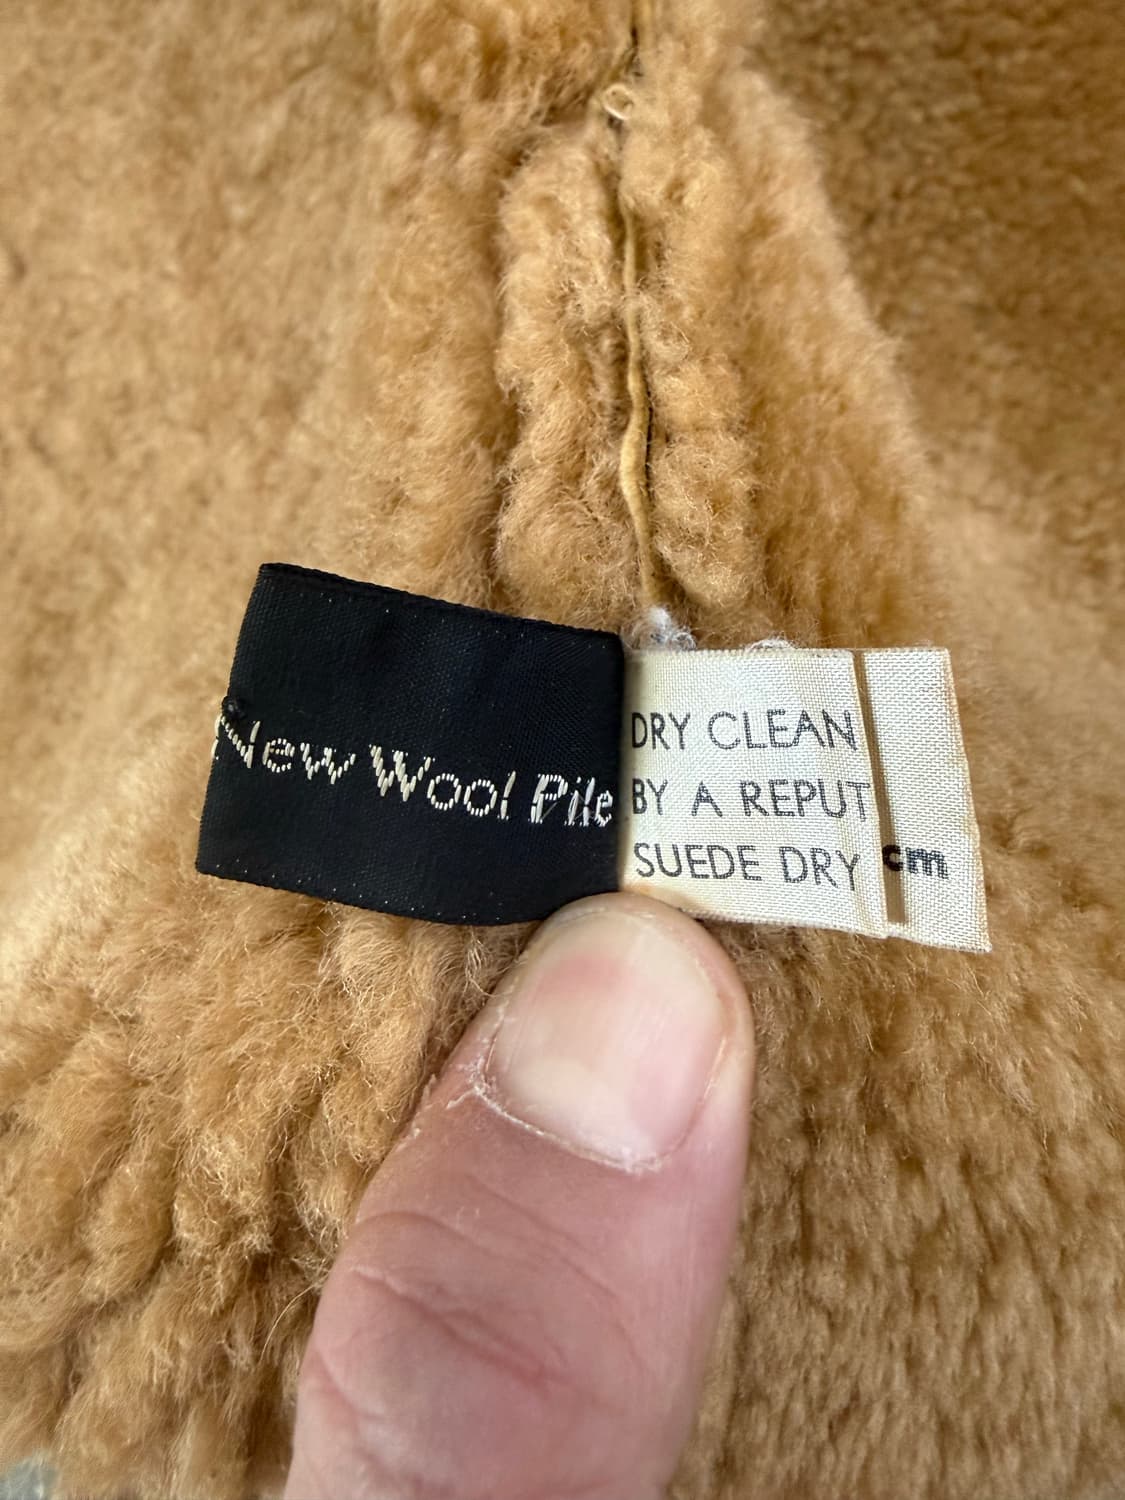 New Wool Pile
DRY CLEAN
BY A REPUT
SUEDE DRY
cm